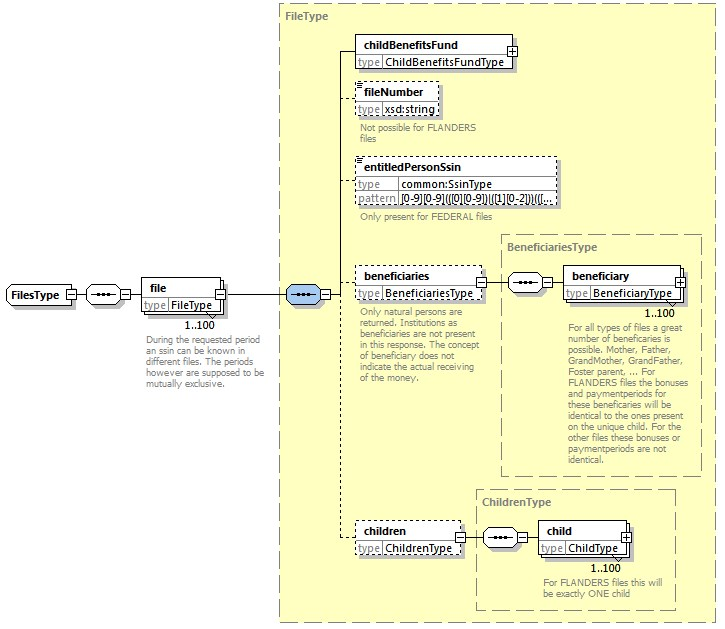 FileType
childBenefitsFund
type ChildBenefitsFundType
fileNumber
type xsd:string
Not possible for FLANDERS
files
entitledPersonSsin
type common:SsinType
pattern [0-9][0-9](([0][0-9])|([1][0-2]))(([...
Only present for FEDERAL files
FilesType
file
type FileType
1..100
During the requested period
an ssin can be known in
different files. The periods
however are supposed to be
mutually exclusive.
beneficiaries
type BeneficiariesType
Only natural persons are
returned. Institutions as
beneficiaries are not present
in this response. The concept
of beneficiary does not
indicate the actual receiving
of the money.
BeneficiariesType
beneficiary
type BeneficiaryType
1..100
For all types of files a great
number of beneficaries is
possible. Mother, Father,
GrandMother, GrandFather,
Foster parent, ... For
FLANDERS files the bonuses
and paymentperiods for
these beneficaries will be
identical to the ones present
on the unique child. For the
other files these bonuses or
paymentperiods are not
identical.
children
type ChildrenType
ChildrenType
child
type ChildType
1..100
For FLANDERS files this will
be exactly ONE child